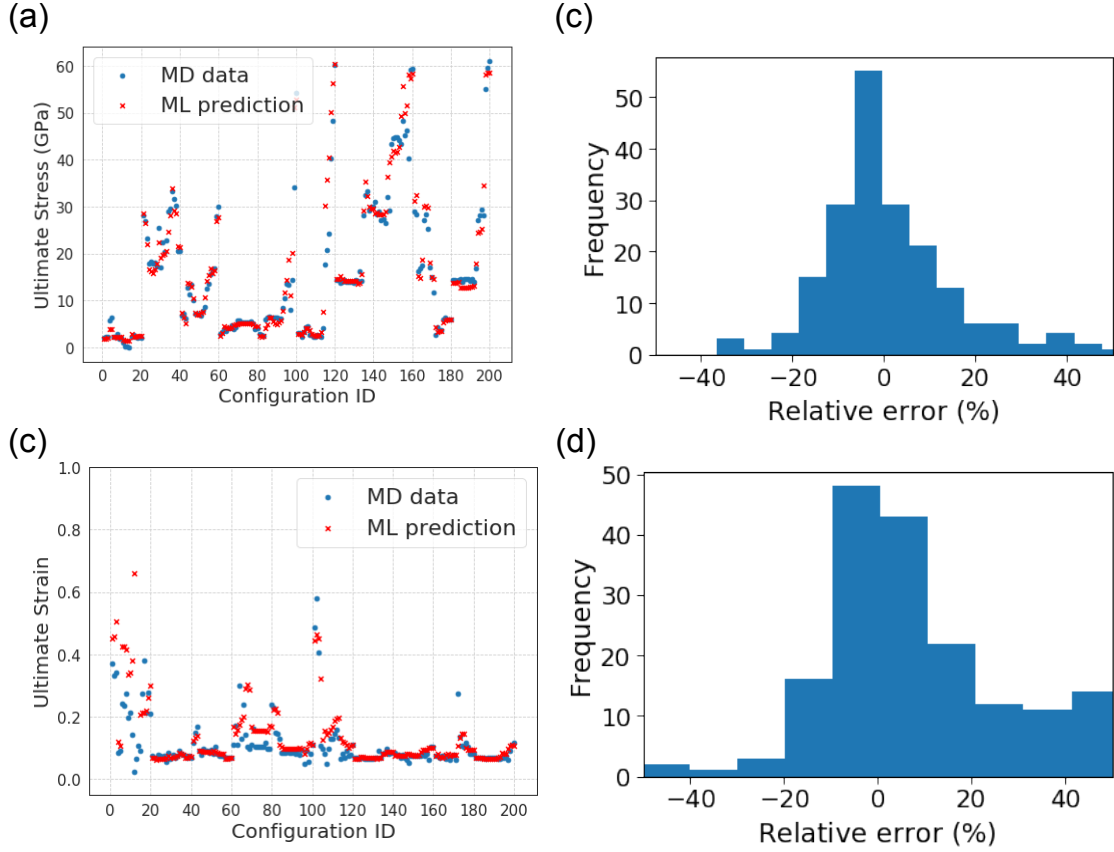 (a)
60
50
40
30
20
10
0
Ultimate Stress (GPa)
MD data
ML prediction
0 20 40 60 80 100 120 140 160 180 200
Configuration ID
(c)
50
40
30
20
10
0
Frequency
−40 −20 0 20 40
Relative error (%)
(c)
1.0
0.8
0.6
0.4
0.2
0.0
Ultimate Strain
MD data
ML prediction
0 20 40 60 80 100 120 140 160 180 200
Configuration ID
(d)
50
40
30
20
10
0
Frequency
−40 −20 0 20 40
Relative error (%)